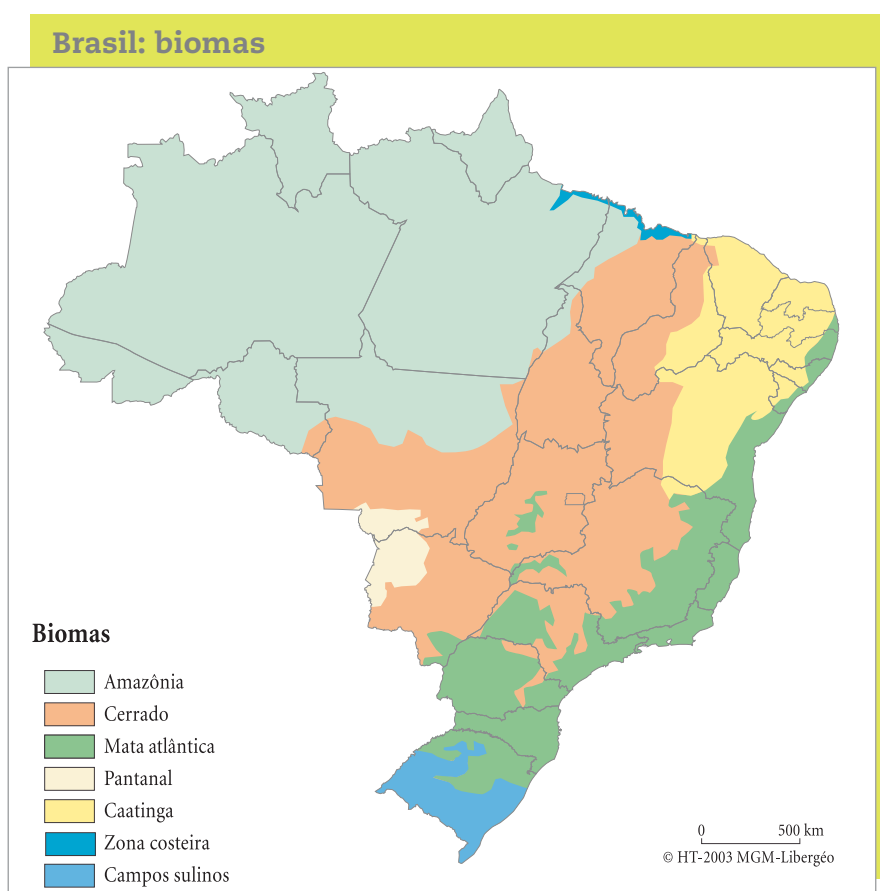 Brasil: biomas
Biomas
Amazônia
Cerrado
Mata atlântica
Pantanal
Caatinga
Zona costeira
Campos sulinos
0 500 km
© HT-2003 MGM-Libergéo